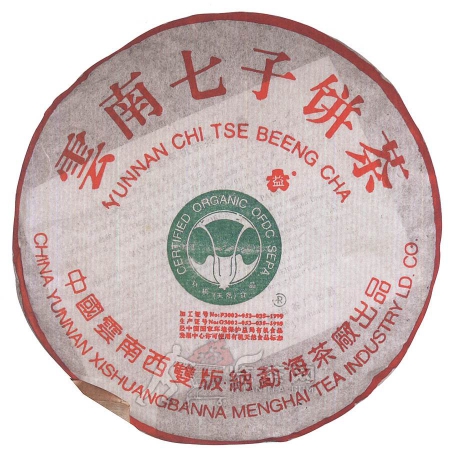 雲南七子餅茶
YUNNAN CHI TSE BEENG CHA
益
CERTIFIED ORGANIC OFDC SEPA
®
中國雲南西雙版納勐海茶廠出品
CHINA YUNNAN XISHUANGBANNA MENGHAI TEA INDUSTRY LD. CO.